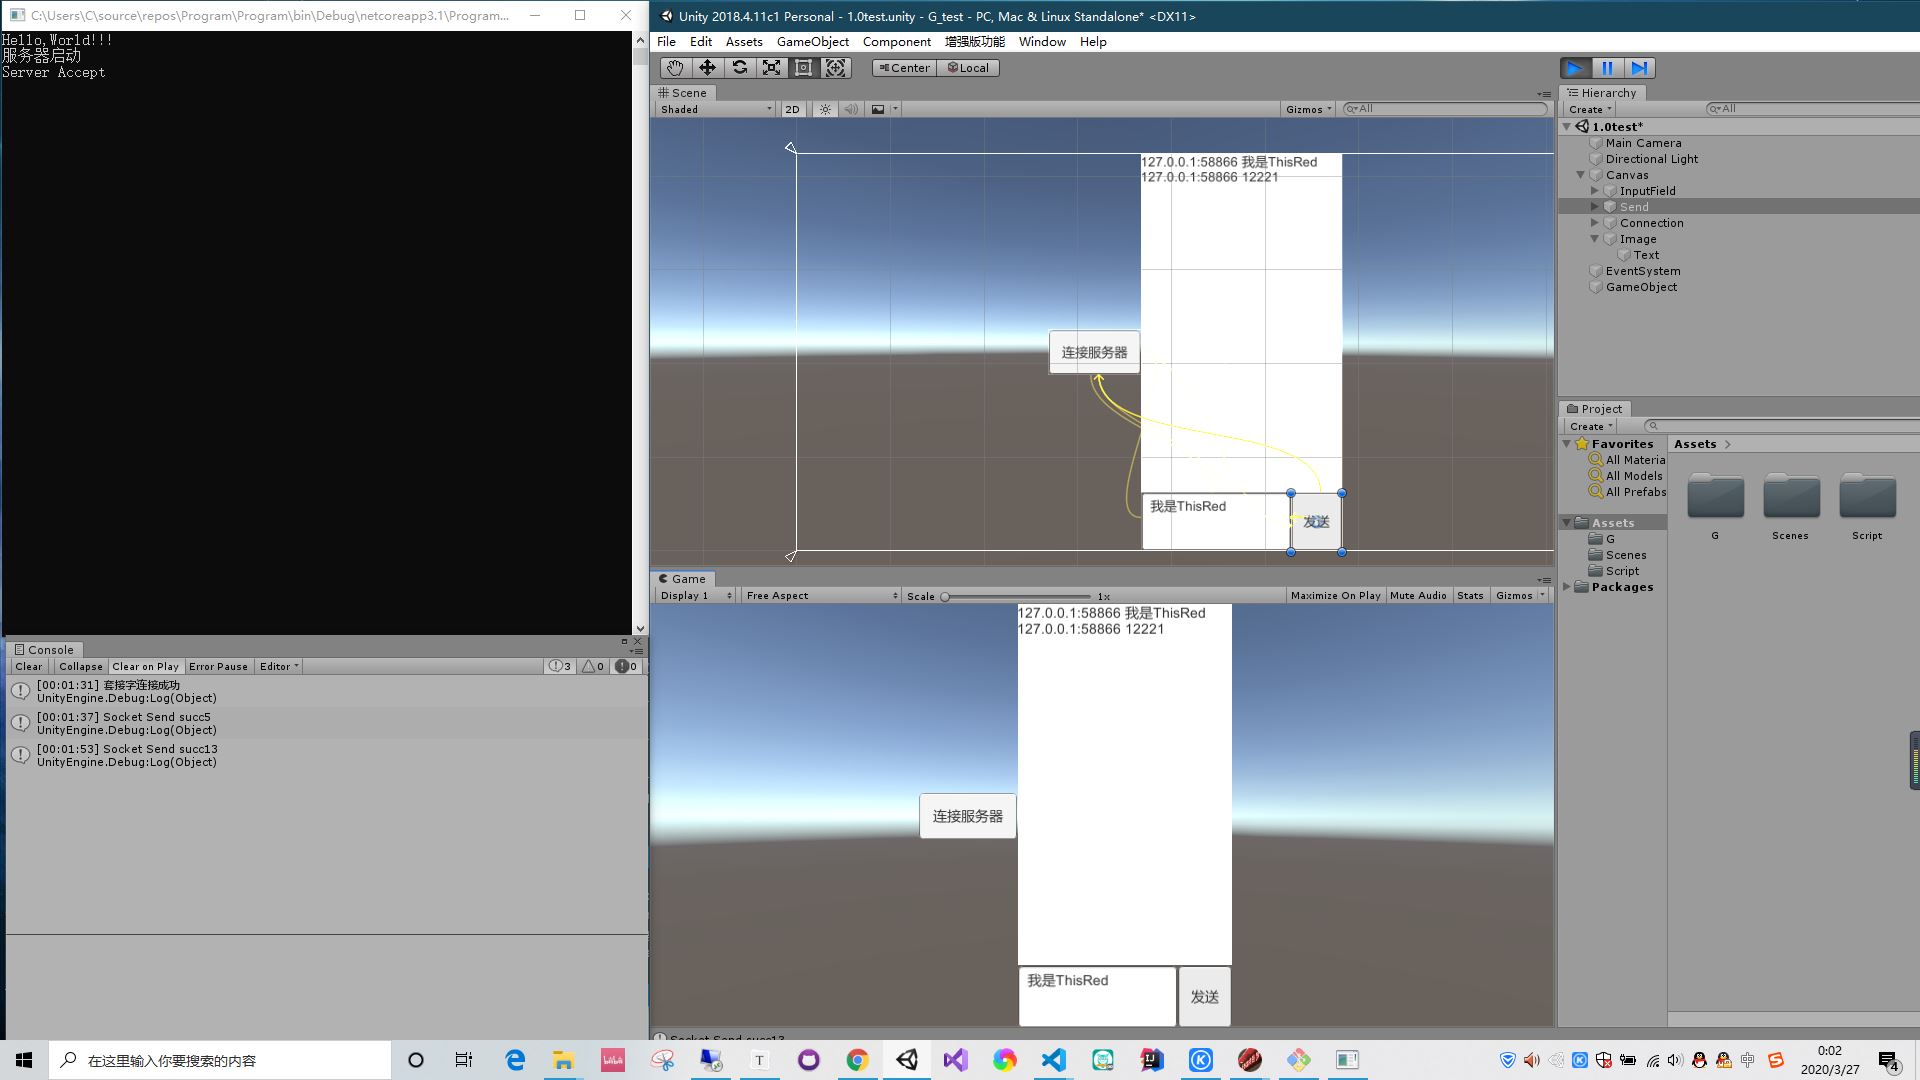 C:\Users\C\source\repos\Program\Program\bin\Debug\netcoreapp3.1\Program...
Hello,World!!!
服务器启动
Server Accept
Unity 2018.4.11c1 Personal - 1.0test.unity - G_test - PC, Mac & Linux Standalone* <DX11>
File Edit Assets GameObject Component 增强版功能 Window Help
Center Local
Scene
Shaded 2D Gizmos All
127.0.0.1:58866 我是ThisRed
127.0.0.1:58866 12221
连接服务器
我是ThisRed
发送
Hierarchy
Create All
1.0test*
Main Camera
Directional Light
Canvas
InputField
Send
Connection
Image
Text
EventSystem
GameObject
Project
Create
Favorites
All Materia
All Models
All Prefabs
Assets
G
Scenes
Script
Packages
Assets
G Scenes Script
Game
Display 1 Free Aspect Scale 1x Maximize On Play Mute Audio Stats Gizmos
127.0.0.1:58866 我是ThisRed
127.0.0.1:58866 12221
连接服务器
我是ThisRed
发送
Console
Clear Collapse Clear on Play Error Pause Editor 3 0 0
[00:01:31] 套接字连接成功
UnityEngine.Debug:Log(Object)
[00:01:37] Socket Send succ5
UnityEngine.Debug:Log(Object)
[00:01:53] Socket Send succ13
UnityEngine.Debug:Log(Object)
Socket Send succ13
在这里输入你要搜索的内容
bilibili
T
中
0:02
2020/3/27
4